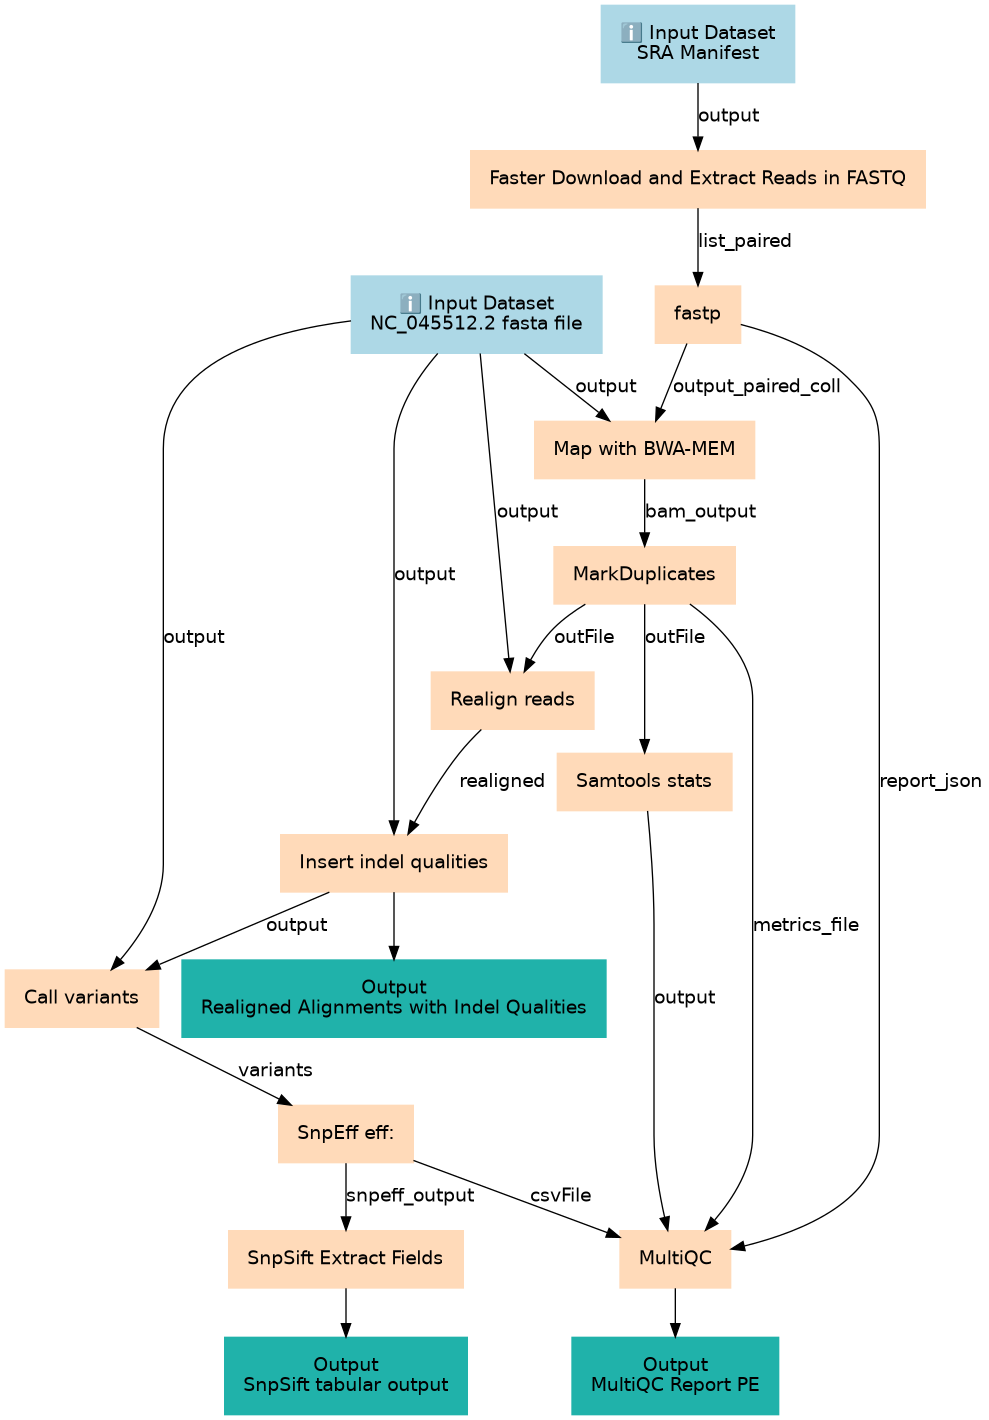 ℹ️ Input Dataset
SRA Manifest
output
Faster Download and Extract Reads in FASTQ
list_paired
ℹ️ Input Dataset
NC_045512.2 fasta file
fastp
output
output_paired_coll
Map with BWA-MEM
output
bam_output
output
MarkDuplicates
output
outFile
outFile
Realign reads
realigned
Samtools stats
report_json
Insert indel qualities
output
metrics_file
Call variants
Output
Realigned Alignments with Indel Qualities
output
variants
SnpEff eff:
snpeff_output
csvFile
SnpSift Extract Fields
MultiQC
Output
SnpSift tabular output
Output
MultiQC Report PE